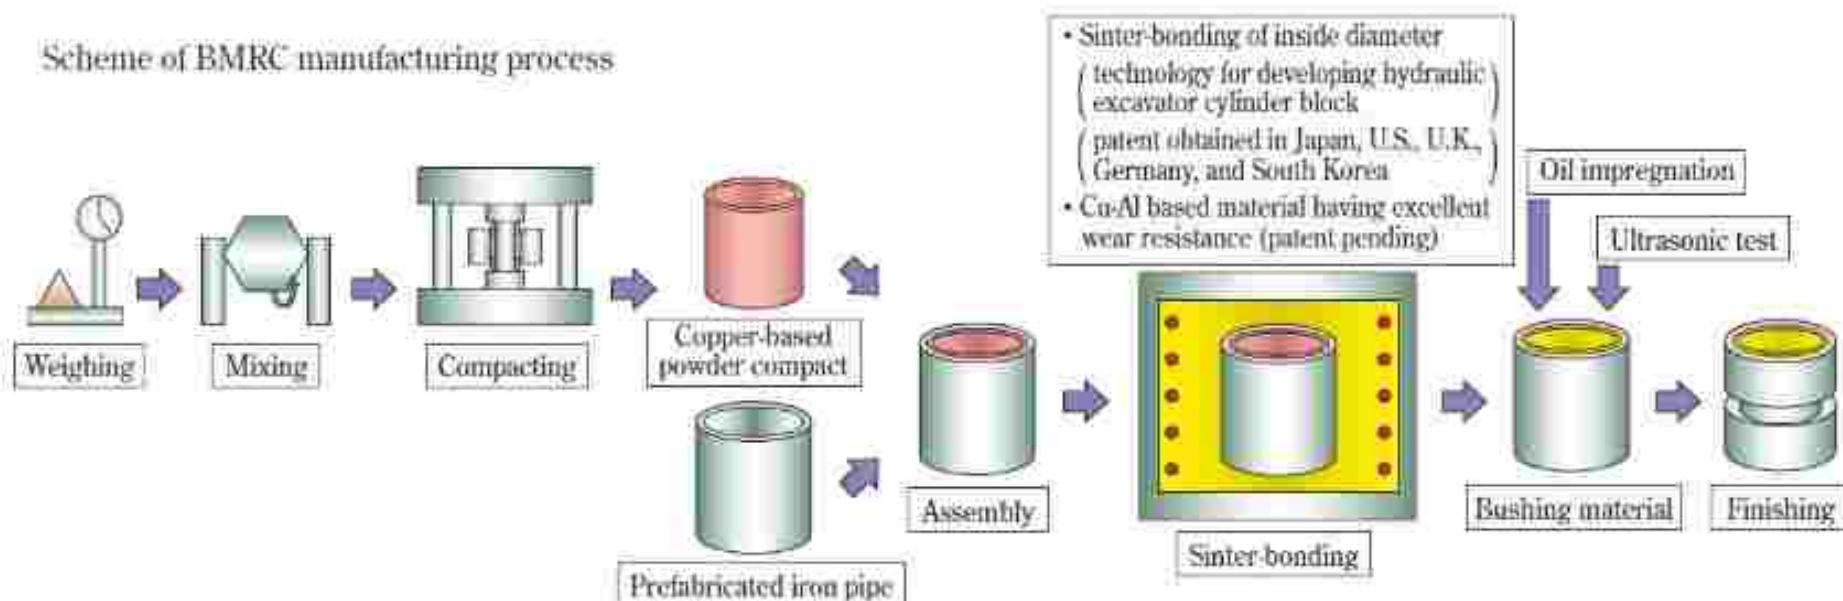 Scheme of BMRC manufacturing process
• Sinter-bonding of inside diameter
(technology for developing hydraulic
excavator cylinder block)
(patent obtained in Japan, U.S., U.K.,
Germany, and South Korea)
• Cu-Al based material having excellent
wear resistance (patent pending)
Oil impregnation
Ultrasonic test
Weighing
Mixing
Compacting
Copper-based
powder compact
Prefabricated iron pipe
Assembly
Sinter-bonding
Bushing material
Finishing